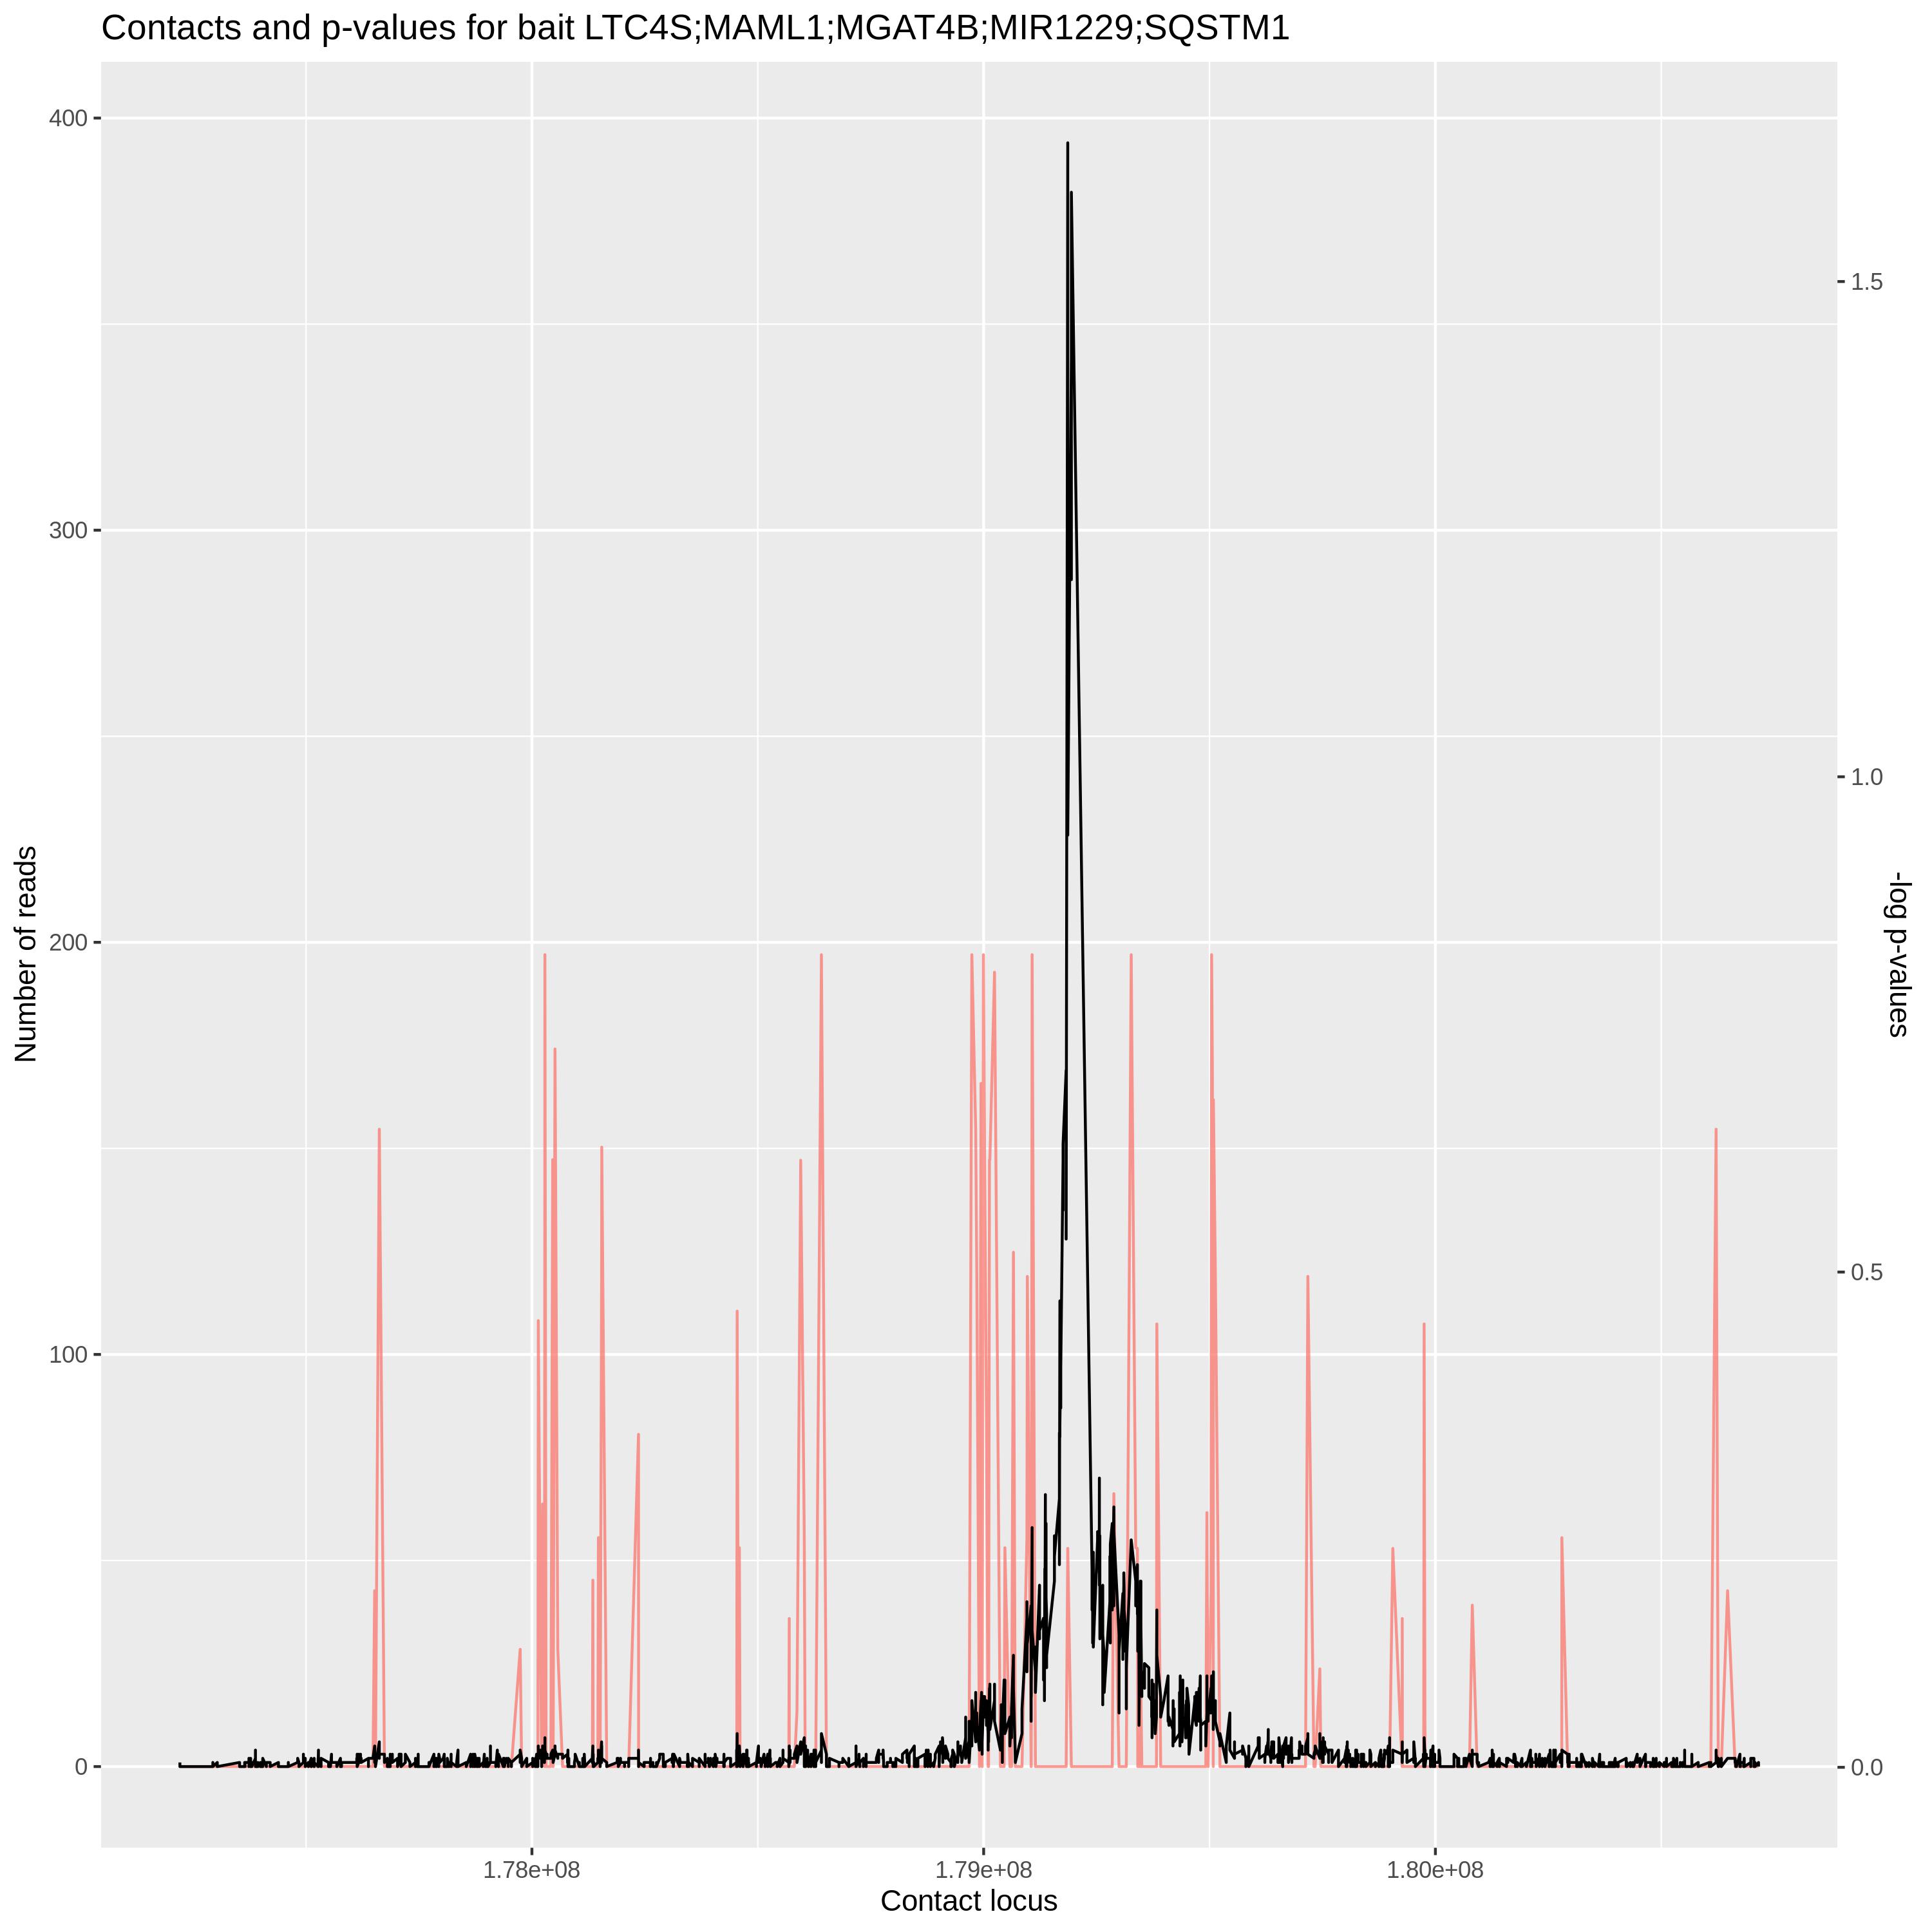 Contacts and p-values for bait LTC4S;MAML1;MGAT4B;MIR1229;SQSTM1
400
300
200
100
0
Number of reads
1.5
1.0
0.5
0.0
-log p-values
1.78e+08
1.79e+08
1.80e+08
Contact locus